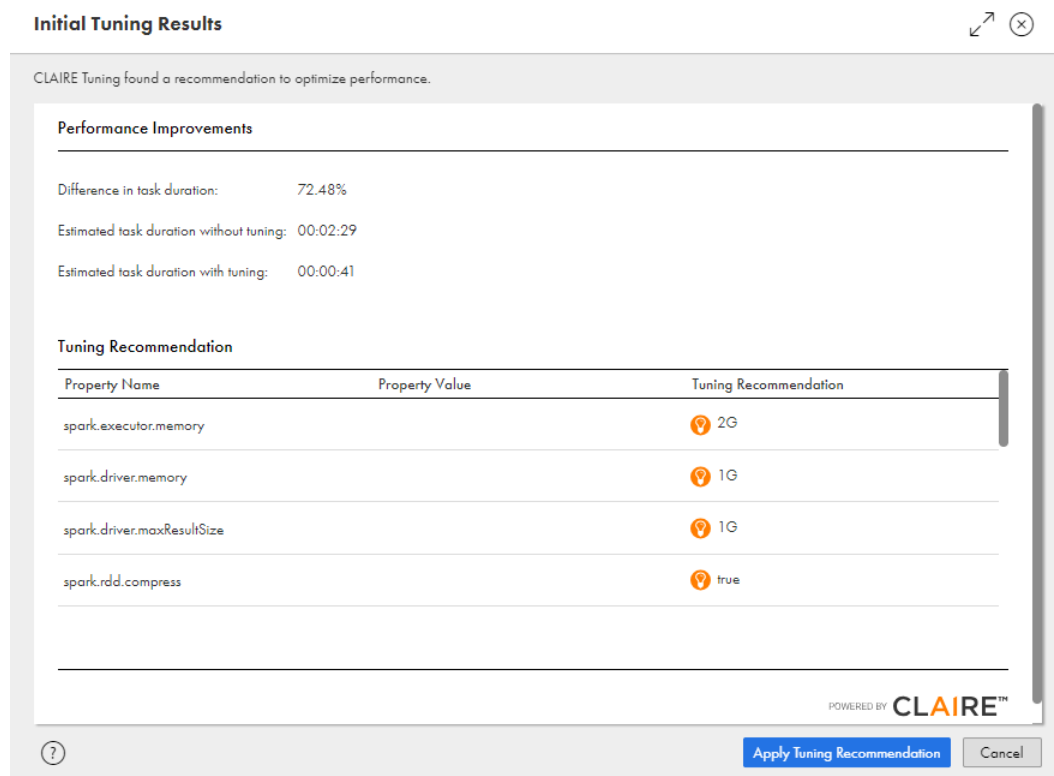 Initial Tuning Results
CLAIRE Tuning found a recommendation to optimize performance.
Performance Improvements
Difference in task duration: 72.48%
Estimated task duration without tuning: 00:02:29
Estimated task duration with tuning: 00:00:41
Tuning Recommendation
Property Name Property Value Tuning Recommendation
spark.executor.memory 2G
spark.driver.memory 1G
spark.driver.maxResultSize 1G
spark.rdd.compress true
POWERED BY CLAIRE™
? Apply Tuning Recommendation Cancel